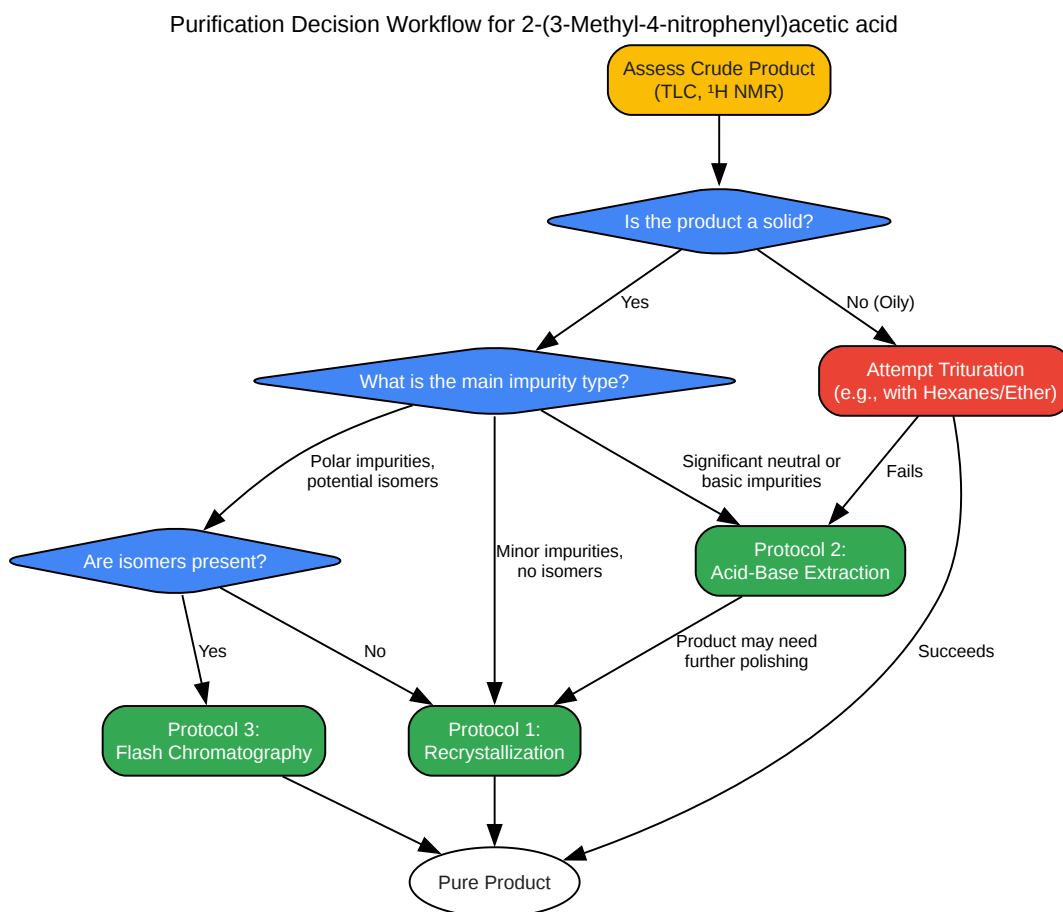 Purification Decision Workflow for 2-(3-Methyl-4-nitrophenyl)acetic acid
Assess Crude Product
(TLC, ¹H NMR)
Is the product a solid?
Yes
No (Oily)
What is the main impurity type?
Attempt Trituration
(e.g., with Hexanes/Ether)
Polar impurities,
potential isomers
Significant neutral or
basic impurities
Fails
Are isomers present?
Minor impurities,
no isomers
Protocol 2:
Acid-Base Extraction
Yes
No
Product may need
further polishing
Succeeds
Protocol 3:
Flash Chromatography
Protocol 1:
Recrystallization
Pure Product